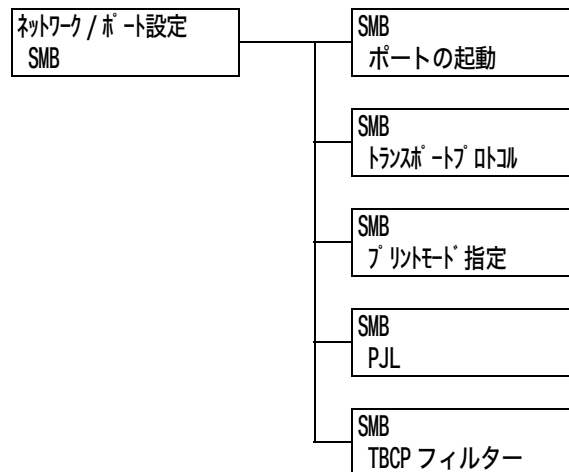 ﾈｯﾄﾜｰｸ / ﾎﾟｰﾄ設定
SMB
SMB
ポートの起動
SMB
ﾄﾗﾝｽﾎﾟｰﾄﾌﾟﾛﾄｺﾙ
SMB
ﾌﾟﾘﾝﾄﾓｰﾄﾞ指定
SMB
PJL
SMB
TBCP フィルター